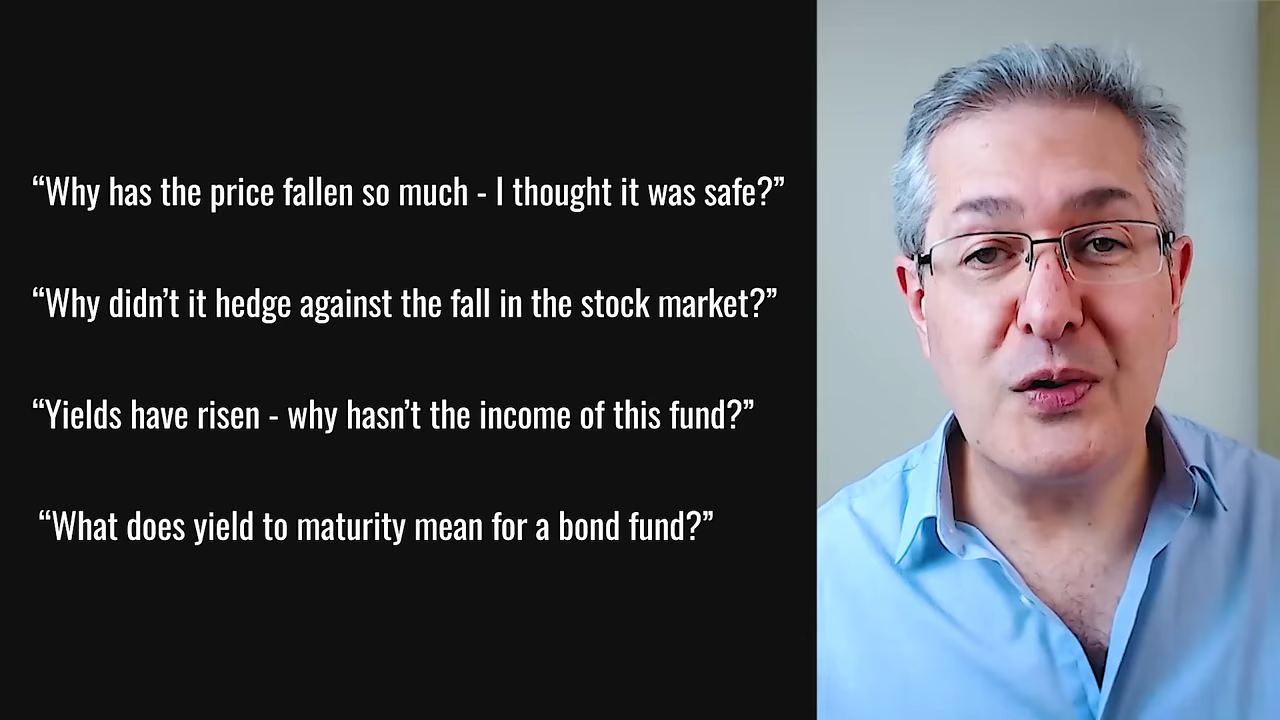 “Why has the price fallen so much - I thought it was safe?”
“Why didn’t it hedge against the fall in the stock market?”
“Yields have risen - why hasn’t the income of this fund?”
“What does yield to maturity mean for a bond fund?”